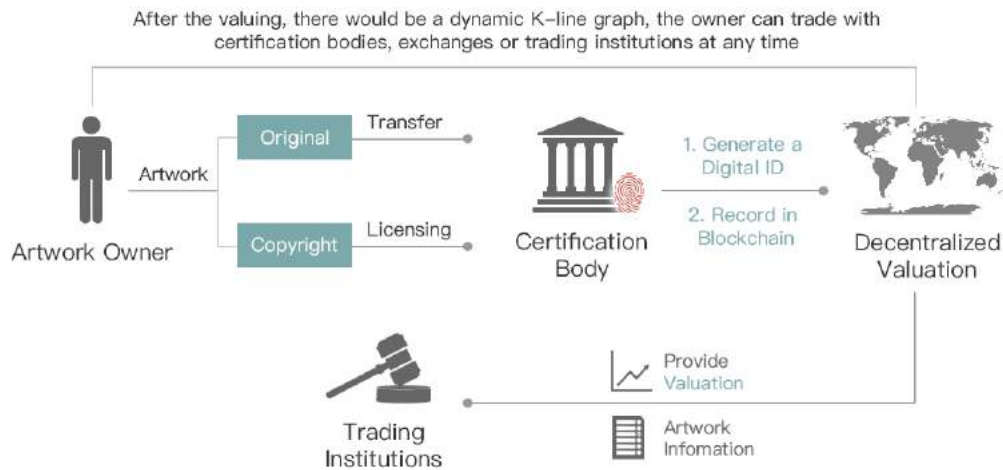 After the valuing, there would be a dynamic K-line graph, the owner can trade with
certification bodies, exchanges or trading institutions at any time
Artwork Owner
Artwork
Original
Transfer
Copyright
Licensing
Certification
Body
1. Generate a
Digital ID
2. Record in
Blockchain
Decentralized
Valuation
Trading
Institutions
Provide
Valuation
Artwork
Infomation